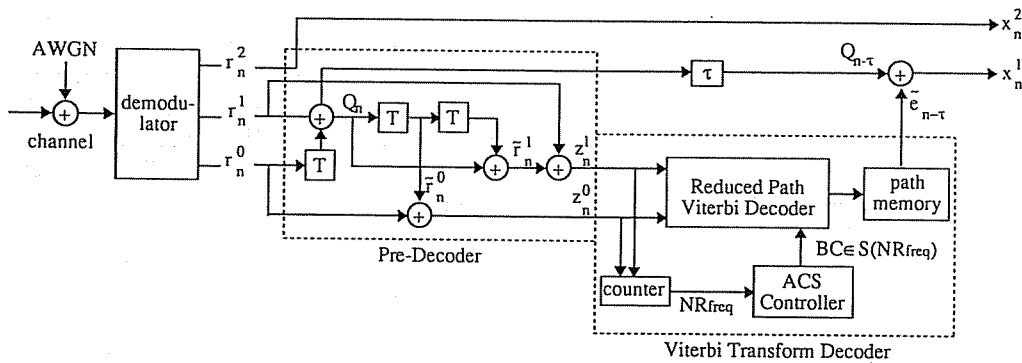 AWGN
channel
demodu-
lator
r_n^2
r_n^1
r_n^0
T
Q_n
T
T
r̃_n^0
r̃_n^1
z_n^1
z_n^0
τ
Q_{n-τ}
ẽ_{n-τ}
x_n^2
x_n^1
Pre-Decoder
Reduced Path
Viterbi Decoder
path
memory
BC∈S(NRfreq)
counter
NRfreq
ACS
Controller
Viterbi Transform Decoder